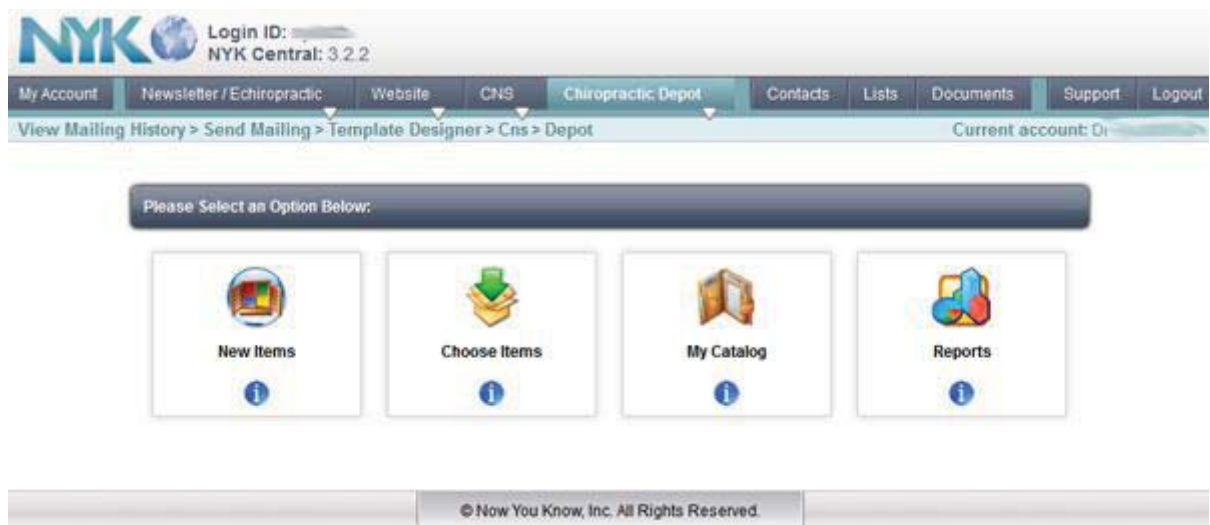 NYK
Login ID:
NYK Central: 3.2.2
My Account Newsletter / Echiropractic Website CNS Chiropractic Depot Contacts Lists Documents Support Logout
View Mailing History > Send Mailing > Template Designer > Cns > Depot Current account: Dr
Please Select an Option Below:
New Items Choose Items My Catalog Reports
i i i i
© Now You Know, Inc. All Rights Reserved.